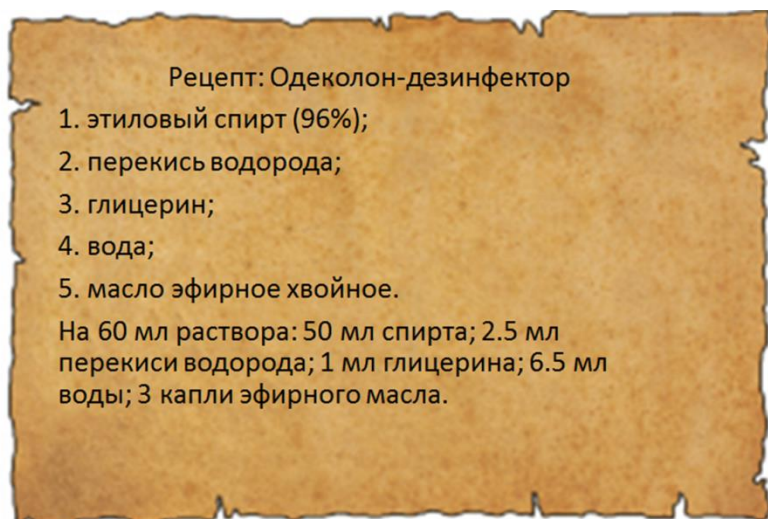 Рецепт: Одеколон-дезинфектор
1. этиловый спирт (96%);
2. перекись водорода;
3. глицерин;
4. вода;
5. масло эфирное хвойное.
На 60 мл раствора: 50 мл спирта; 2.5 мл
перекиси водорода; 1 мл глицерина; 6.5 мл
воды; 3 капли эфирного масла.